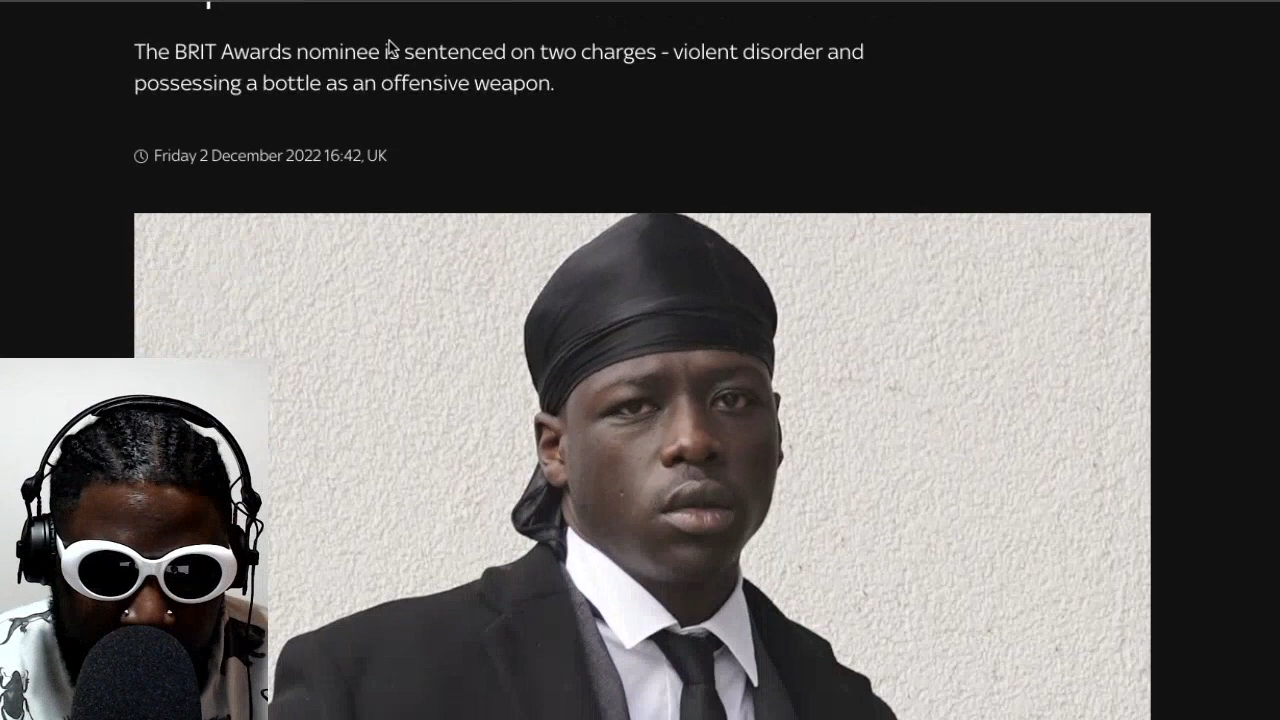 The BRIT Awards nominee is sentenced on two charges - violent disorder and
possessing a bottle as an offensive weapon.
Friday 2 December 2022 16:42, UK